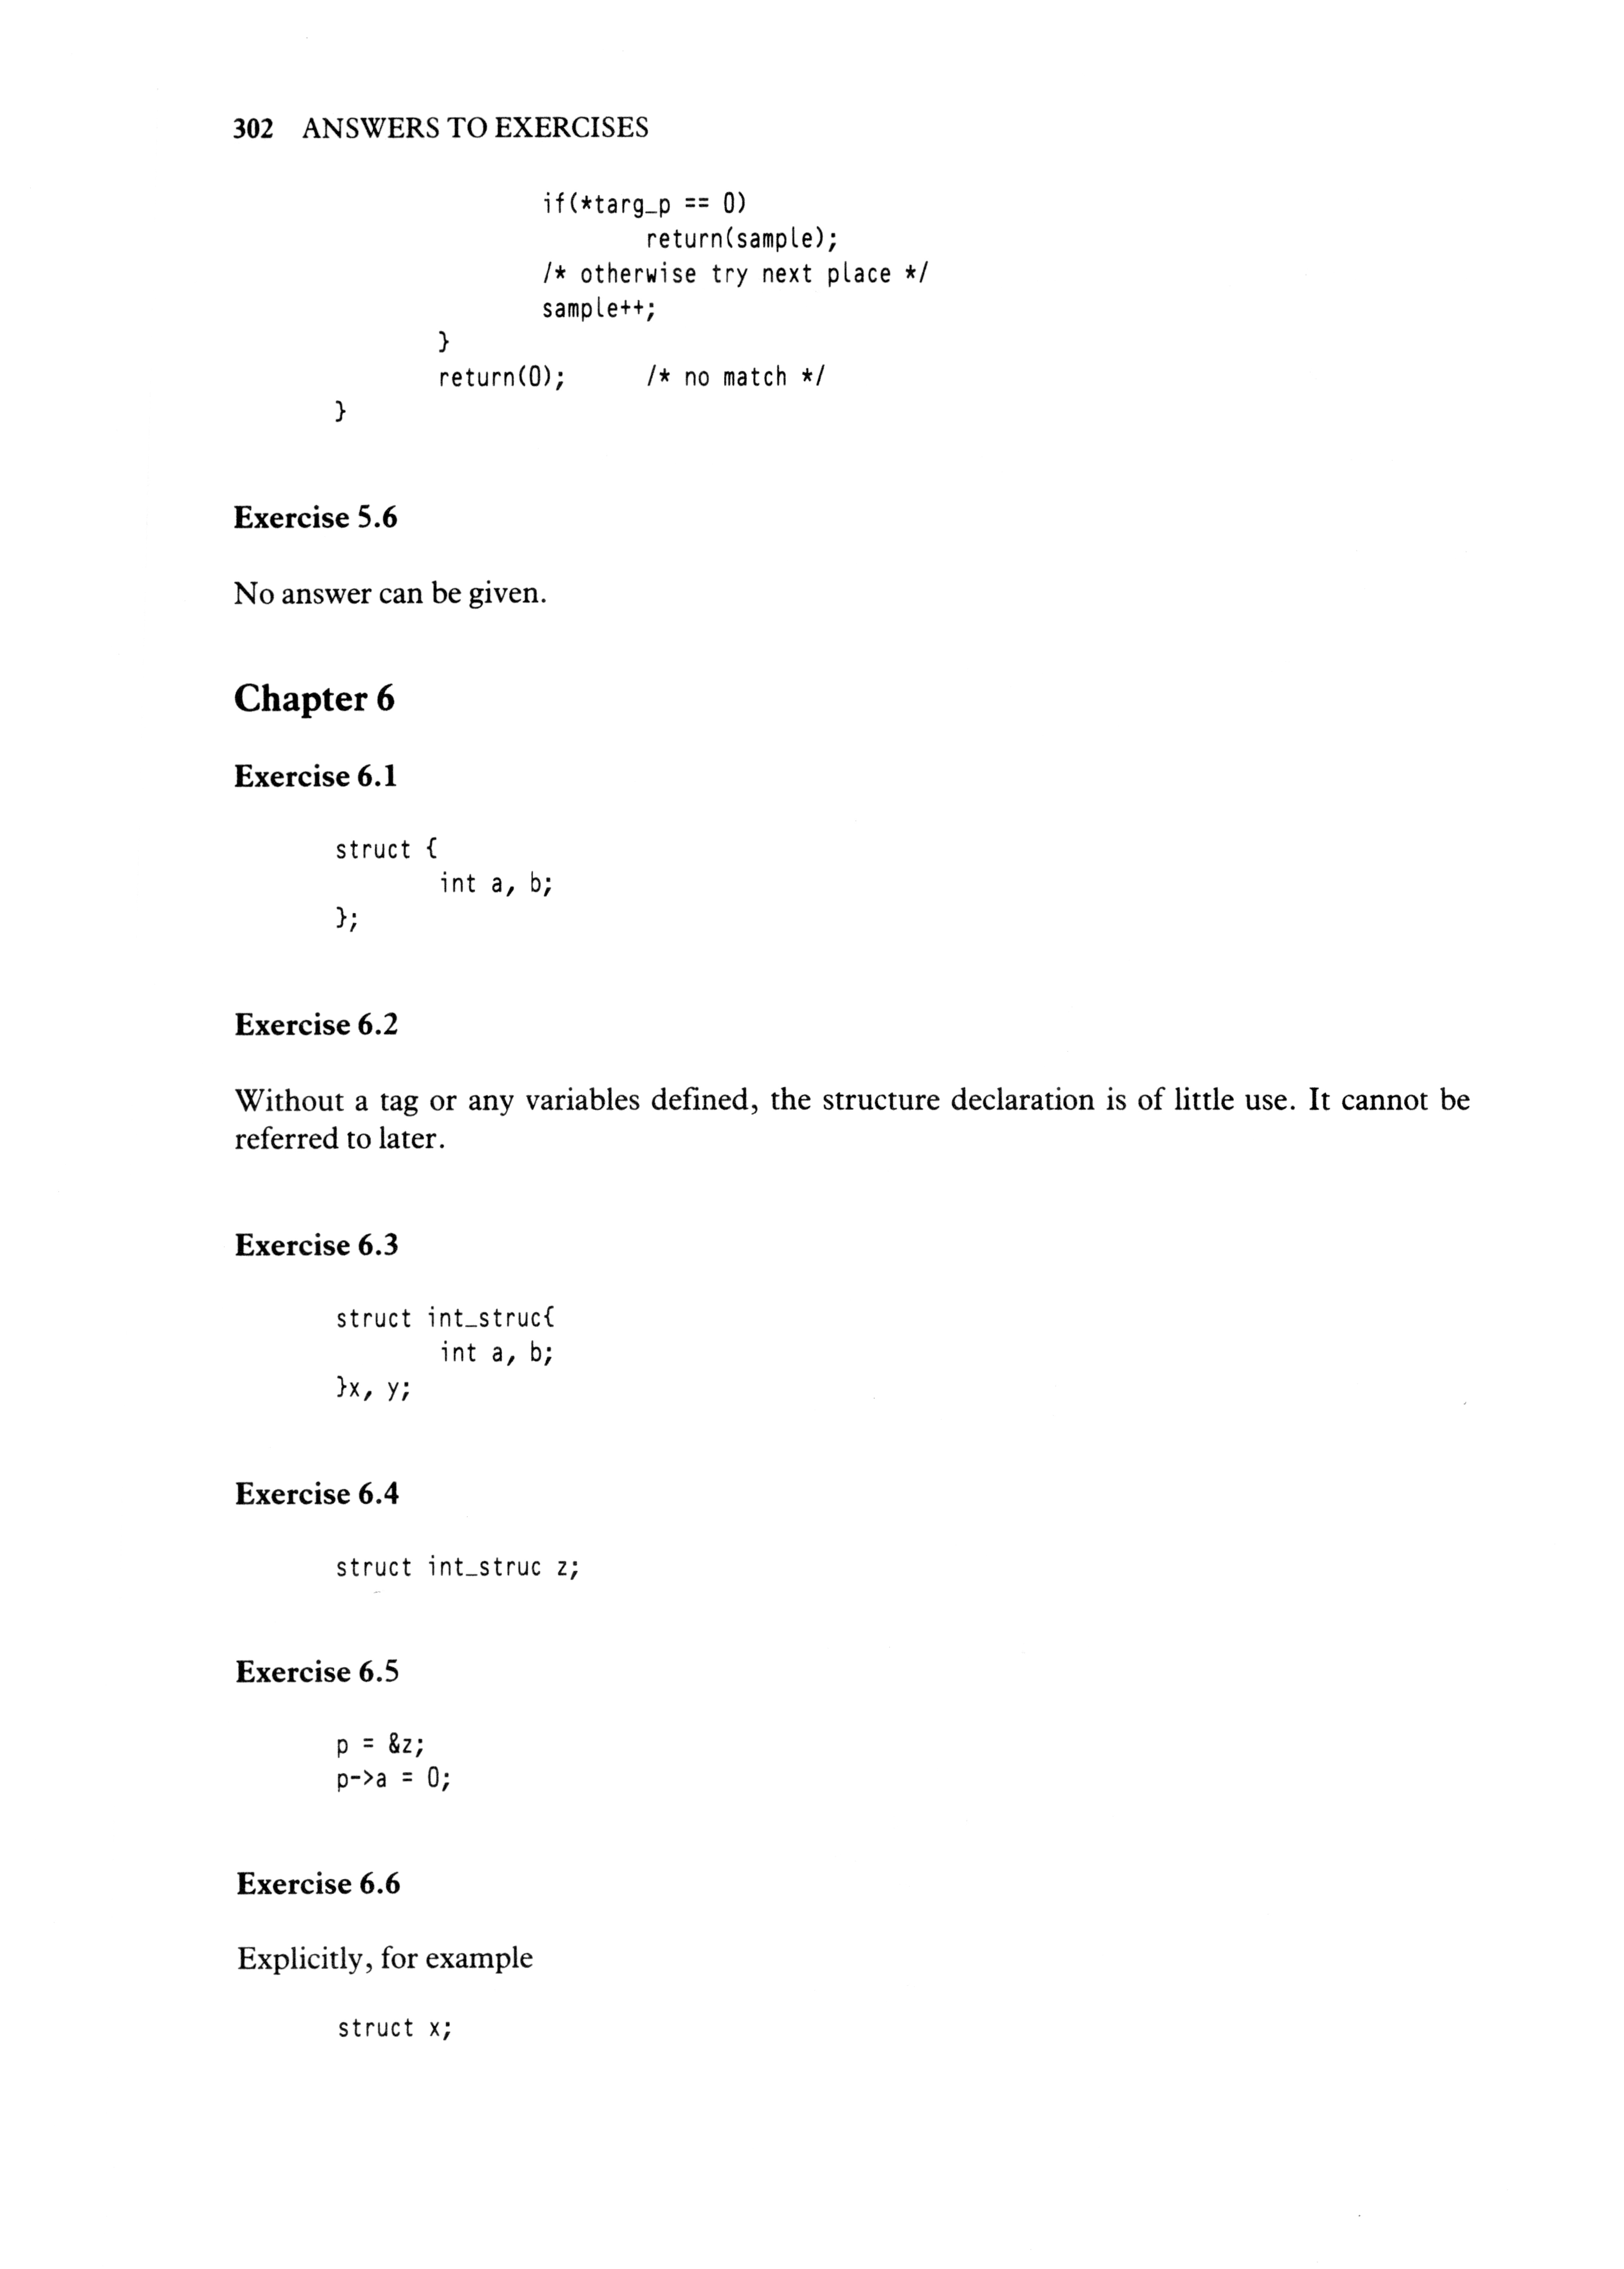 302 ANSWERS TO EXERCISES
if(*targ_p == 0)
return(sample);
/* otherwise try next place */
sample++;
}
return(0); /* no match */
}
Exercise 5.6
No answer can be given.
Chapter 6
Exercise 6.1
struct {
int a, b;
};
Exercise 6.2
Without a tag or any variables defined, the structure declaration is of little use. It cannot be
referred to later.
Exercise 6.3
struct int_struc{
int a, b;
}x, y;
Exercise 6.4
struct int_struc z;
Exercise 6.5
p = &z;
p->a = 0;
Exercise 6.6
Explicitly, for example
struct x;